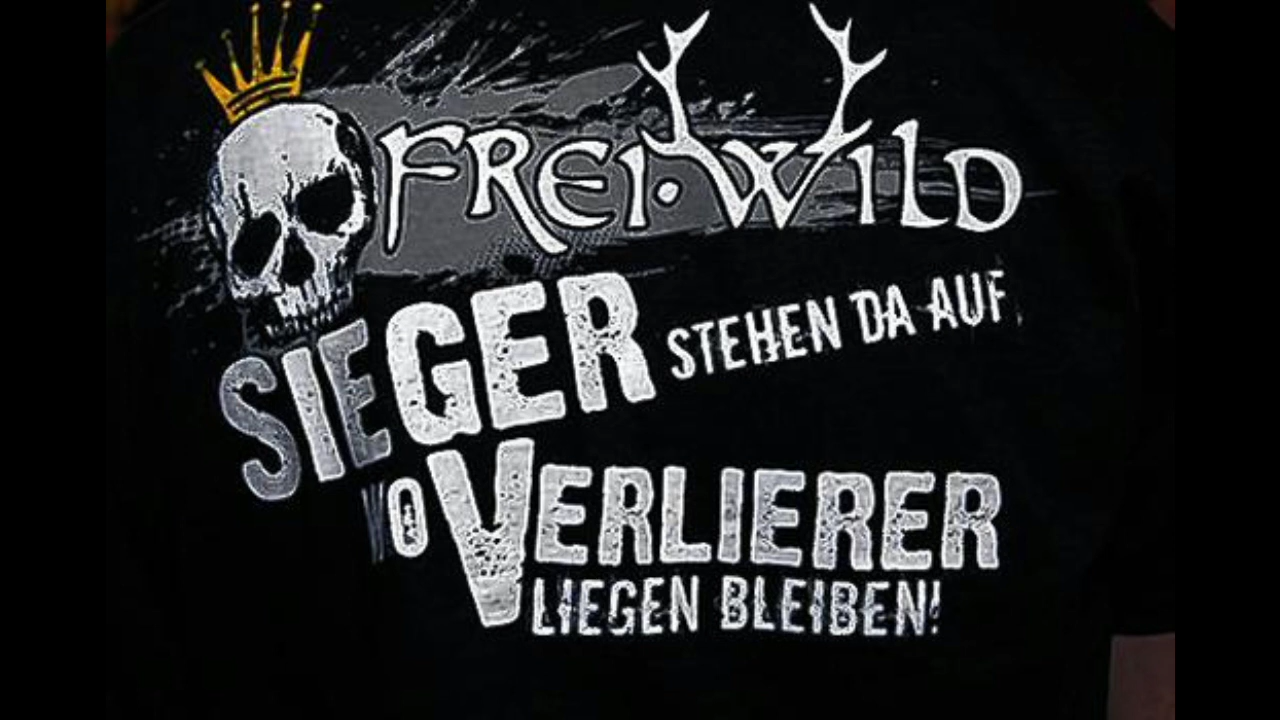 FREI.WILD
SIEGER STEHEN DA AUF,
WO VERLIERER
LIEGEN BLEIBEN!